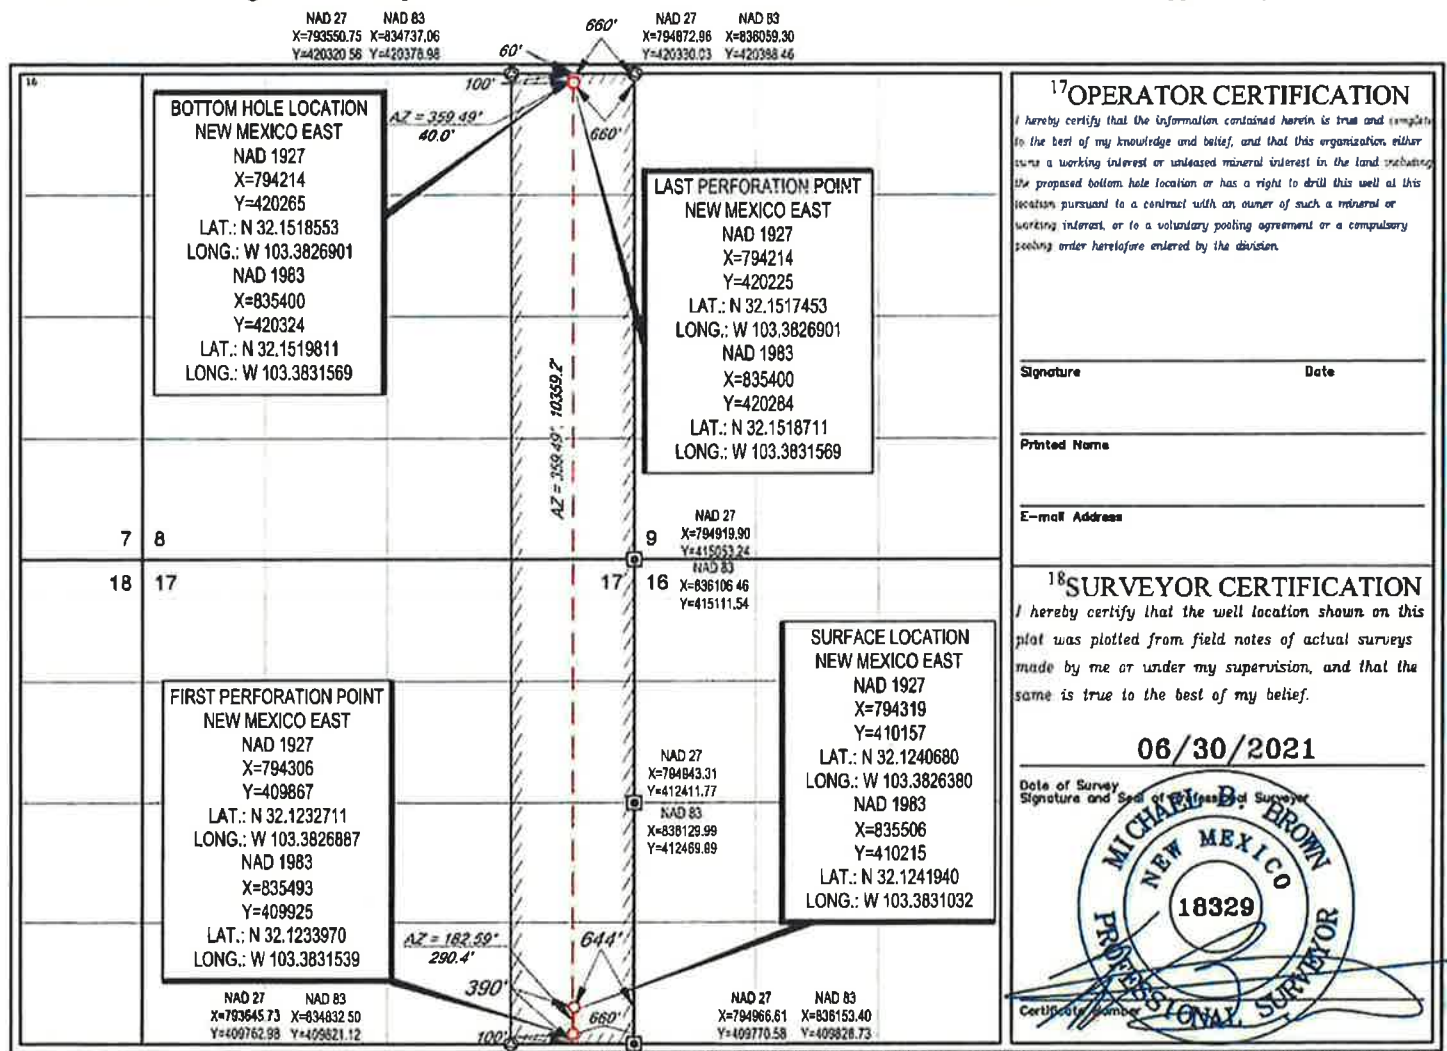 NAD 27 NAD 83
X=793550.75 X=834737.06
Y=420320.56 Y=420378.98
60'
660'
NAD 27 NAD 83
X=794872.96 X=836059.30
Y=420330.03 Y=420388.46
16
100'
AZ = 359.49°
40.0'
660'
BOTTOM HOLE LOCATION
NEW MEXICO EAST
NAD 1927
X=794214
Y=420265
LAT.: N 32.1518553
LONG.: W 103.3826901
NAD 1983
X=835400
Y=420324
LAT.: N 32.1519811
LONG.: W 103.3831569
LAST PERFORATION POINT
NEW MEXICO EAST
NAD 1927
X=794214
Y=420225
LAT.: N 32.1517453
LONG.: W 103.3826901
NAD 1983
X=835400
Y=420284
LAT.: N 32.1518711
LONG.: W 103.3831569
AZ = 359.49°, 10359.2'
7 8
9
NAD 27
X=794919.90
Y=415053.24
NAD 83
X=836106.46
Y=415111.54
18 17
17 16
FIRST PERFORATION POINT
NEW MEXICO EAST
NAD 1927
X=794306
Y=409867
LAT.: N 32.1232711
LONG.: W 103.3826887
NAD 1983
X=835493
Y=409925
LAT.: N 32.1233970
LONG.: W 103.3831539
NAD 27
X=794943.31
Y=412411.77
NAD 83
X=836129.99
Y=412469.89
SURFACE LOCATION
NEW MEXICO EAST
NAD 1927
X=794319
Y=410157
LAT.: N 32.1240680
LONG.: W 103.3826380
NAD 1983
X=835506
Y=410215
LAT.: N 32.1241940
LONG.: W 103.3831032
AZ = 182.59°
290.4'
644'
390'
660'
100'
NAD 27 NAD 83
X=793645.73 X=834832.50
Y=409762.98 Y=409821.12
NAD 27 NAD 83
X=794966.61 X=836153.40
Y=409770.58 Y=409828.73
17 OPERATOR CERTIFICATION
I hereby certify that the information contained herein is true and complete
to the best of my knowledge and belief, and that this organization either
owns a working interest or unleased mineral interest in the land including
the proposed bottom hole location or has a right to drill this well at this
location pursuant to a contract with an owner of such a mineral or
working interest, or to a voluntary pooling agreement or a compulsory
pooling order heretofore entered by the division.
Signature Date
Printed Name
E-mail Address
18 SURVEYOR CERTIFICATION
I hereby certify that the well location shown on this
plat was plotted from field notes of actual surveys
made by me or under my supervision, and that the
same is true to the best of my belief.
06/30/2021
Date of Survey
Signature and Seal of Professional Surveyor
MICHAEL B. BROWN
NEW MEXICO
18329
PROFESSIONAL SURVEYOR
Certificate Number